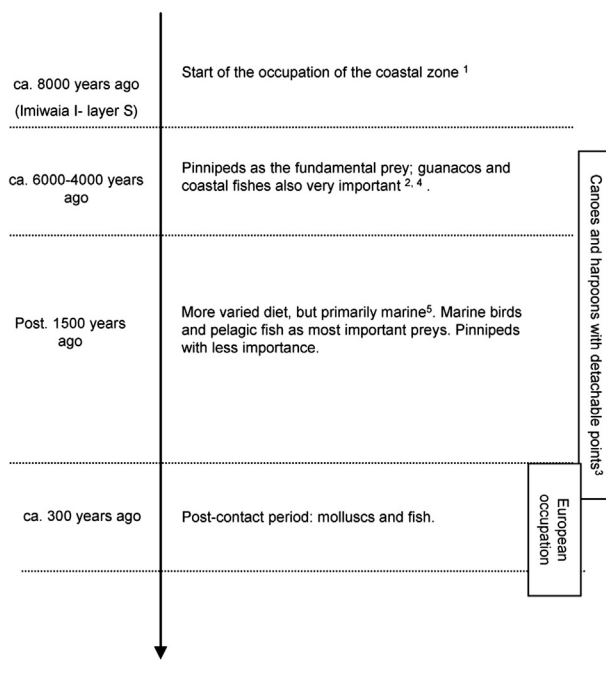 ca. 8000 years ago
(Imiwaia I- layer S)
Start of the occupation of the coastal zone ¹
ca. 6000-4000 years
ago
Pinnipeds as the fundamental prey; guanacos and
coastal fishes also very important ², ⁴ .
Post. 1500 years
ago
More varied diet, but primarily marine⁵. Marine birds
and pelagic fish as most important preys. Pinnipeds
with less importance.
ca. 300 years ago
Post-contact period: molluscs and fish.
Canoes and harpoons with detachable points³
European
occupation